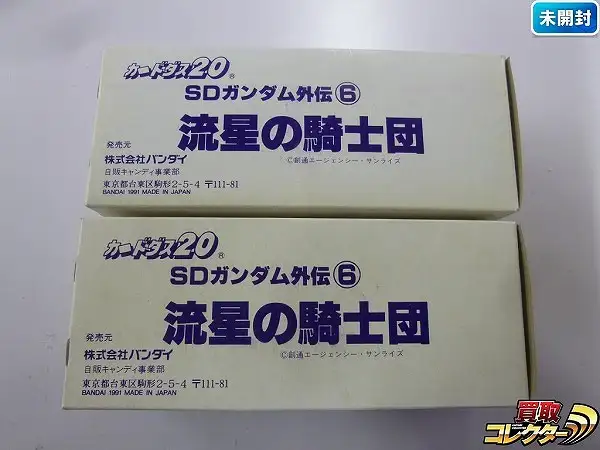 未開封
カードダス20®
SDガンダム外伝⑥
流星の騎士団
©創通エージェンシー・サンライズ
発売元
株式会社バンダイ
自販キャンディ事業部
東京都台東区駒形2-5-4 〒111-81
BANDAI 1991 MADE IN JAPAN
カードダス20®
SDガンダム外伝⑥
流星の騎士団
©創通エージェンシー・サンライズ
発売元
株式会社バンダイ
自販キャンディ事業部
東京都台東区駒形2-5-4 〒111-81
BANDAI 1991 MADE IN JAPAN
買取
コレクター